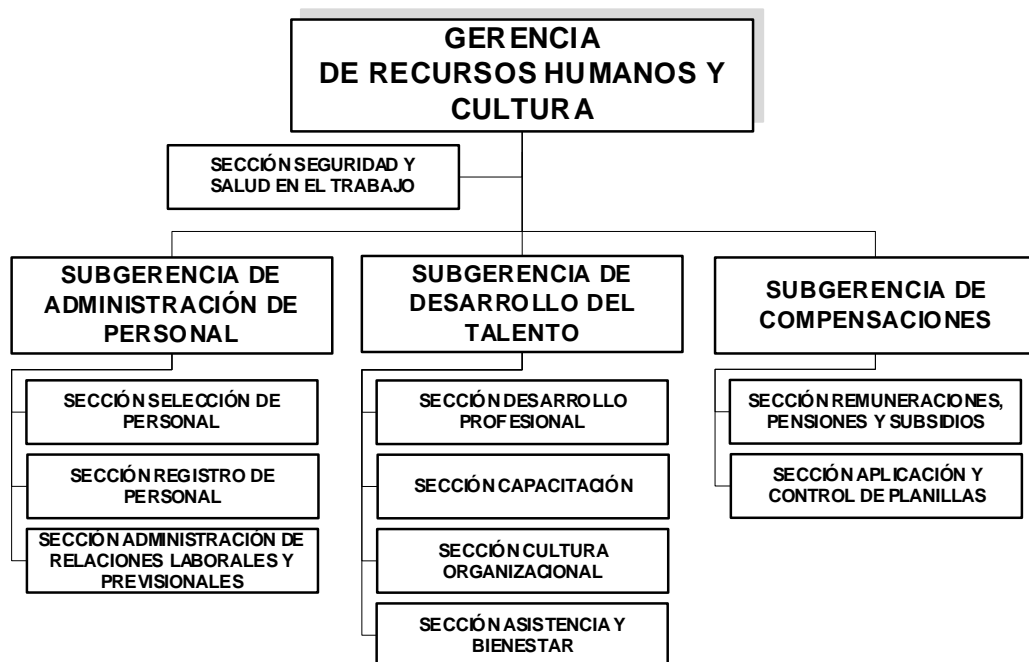 GERENCIA
DE RECURSOS HUMANOS Y
CULTURA
SECCIÓN SEGURIDAD Y
SALUD EN EL TRABAJO
SUBGERENCIA DE
ADMINISTRACIÓN DE
PERSONAL
SECCIÓN SELECCIÓN DE
PERSONAL
SECCIÓN REGISTRO DE
PERSONAL
SECCIÓN ADMINISTRACIÓN DE
RELACIONES LABORALES Y
PREVISIONALES
SUBGERENCIA DE
DESARROLLO DEL
TALENTO
SECCIÓN DESARROLLO
PROFESIONAL
SECCIÓN CAPACITACIÓN
SECCIÓN CULTURA
ORGANIZACIONAL
SECCIÓN ASISTENCIA Y
BIENESTAR
SUBGERENCIA DE
COMPENSACIONES
SECCIÓN REMUNERACIONES,
PENSIONES Y SUBSIDIOS
SECCIÓN APLICACIÓN Y
CONTROL DE PLANILLAS